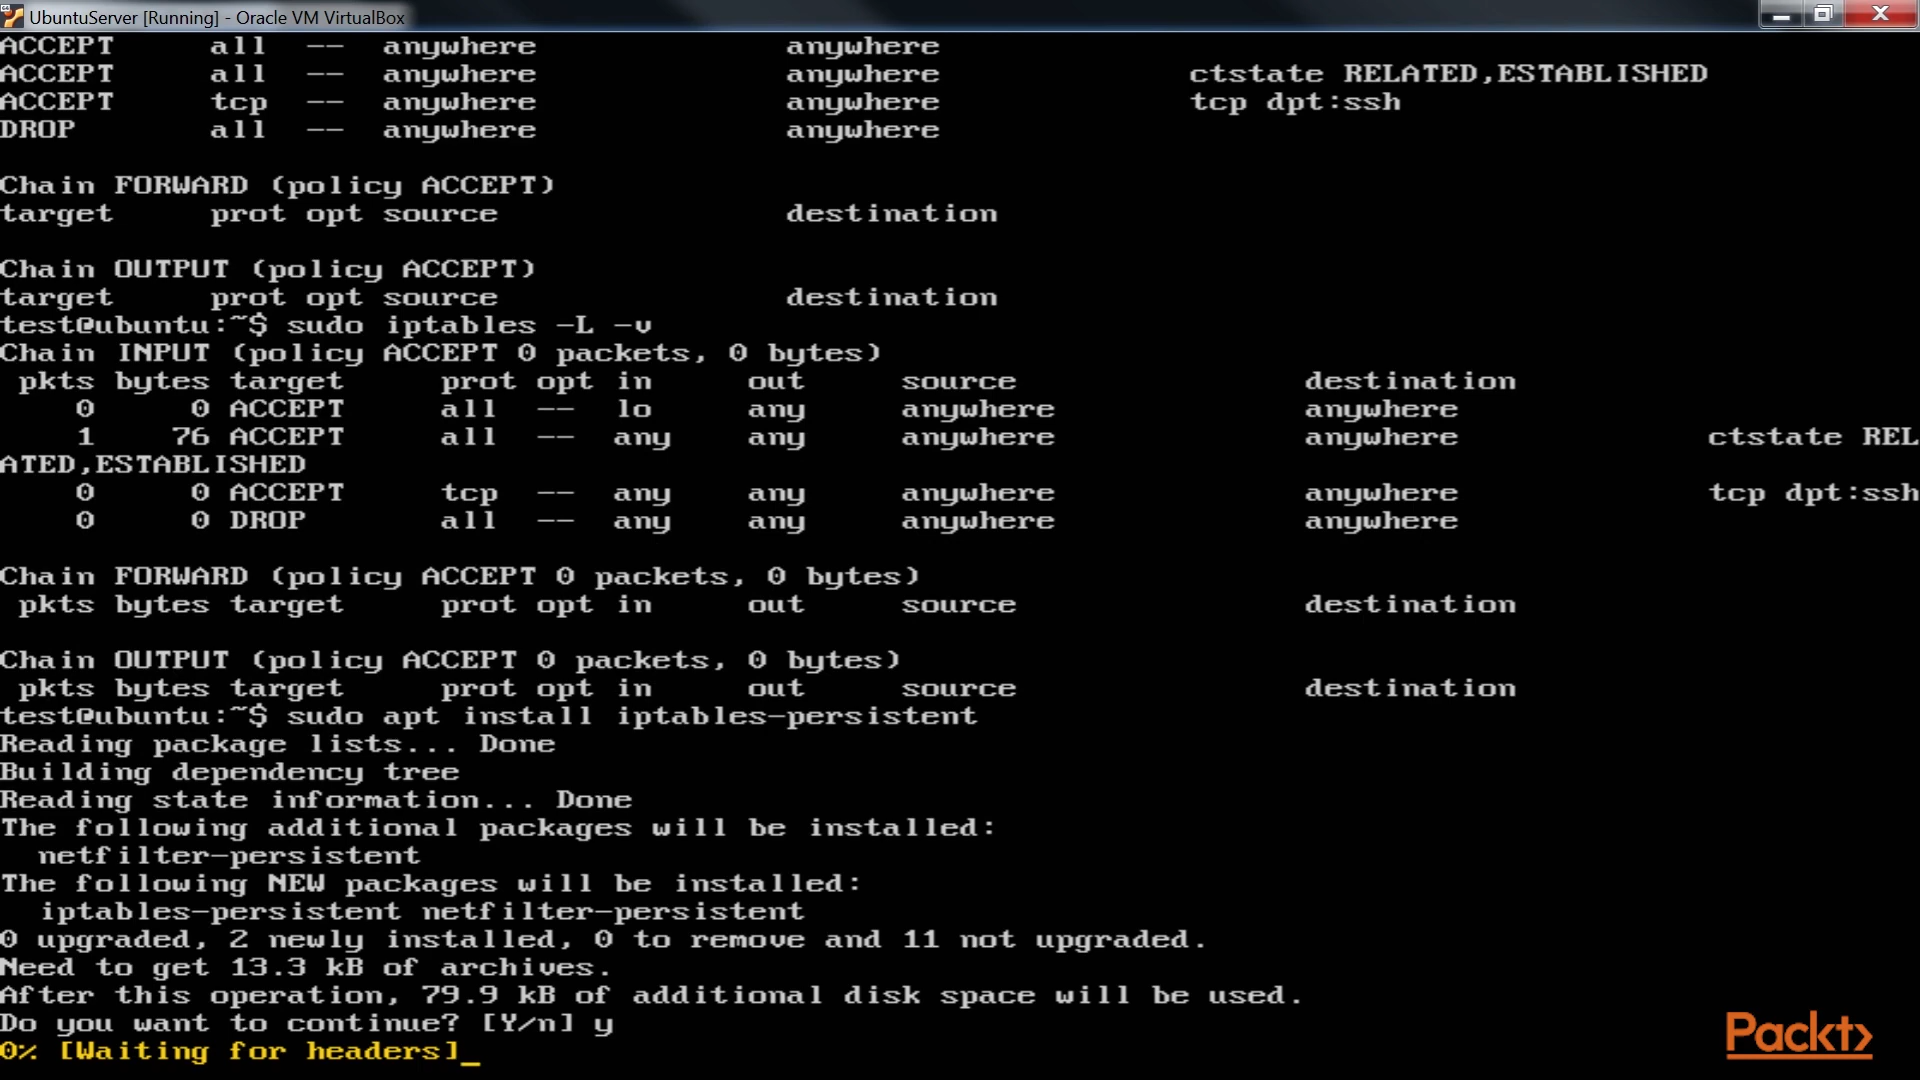 UbuntuServer [Running] - Oracle VM VirtualBox
ACCEPT     all  --  anywhere             anywhere
ACCEPT     all  --  anywhere             anywhere             ctstate RELATED,ESTABLISHED
ACCEPT     tcp  --  anywhere             anywhere             tcp dpt:ssh
DROP       all  --  anywhere             anywhere
Chain FORWARD (policy ACCEPT)
target     prot opt source               destination
Chain OUTPUT (policy ACCEPT)
target     prot opt source               destination
test@ubuntu:~$ sudo iptables -L -v
Chain INPUT (policy ACCEPT 0 packets, 0 bytes)
 pkts bytes target     prot opt in     out     source               destination
    0     0 ACCEPT     all  --  lo     any     anywhere             anywhere
    1    76 ACCEPT     all  --  any    any     anywhere             anywhere             ctstate REL
ATED,ESTABLISHED
    0     0 ACCEPT     tcp  --  any    any     anywhere             anywhere             tcp dpt:ssh
    0     0 DROP       all  --  any    any     anywhere             anywhere
Chain FORWARD (policy ACCEPT 0 packets, 0 bytes)
 pkts bytes target     prot opt in     out     source               destination
Chain OUTPUT (policy ACCEPT 0 packets, 0 bytes)
 pkts bytes target     prot opt in     out     source               destination
test@ubuntu:~$ sudo apt install iptables-persistent
Reading package lists... Done
Building dependency tree
Reading state information... Done
The following additional packages will be installed:
  netfilter-persistent
The following NEW packages will be installed:
  iptables-persistent netfilter-persistent
0 upgraded, 2 newly installed, 0 to remove and 11 not upgraded.
Need to get 13.3 kB of archives.
After this operation, 79.9 kB of additional disk space will be used.
Do you want to continue? [Y/n] y
0% [Waiting for headers]_
Packt>